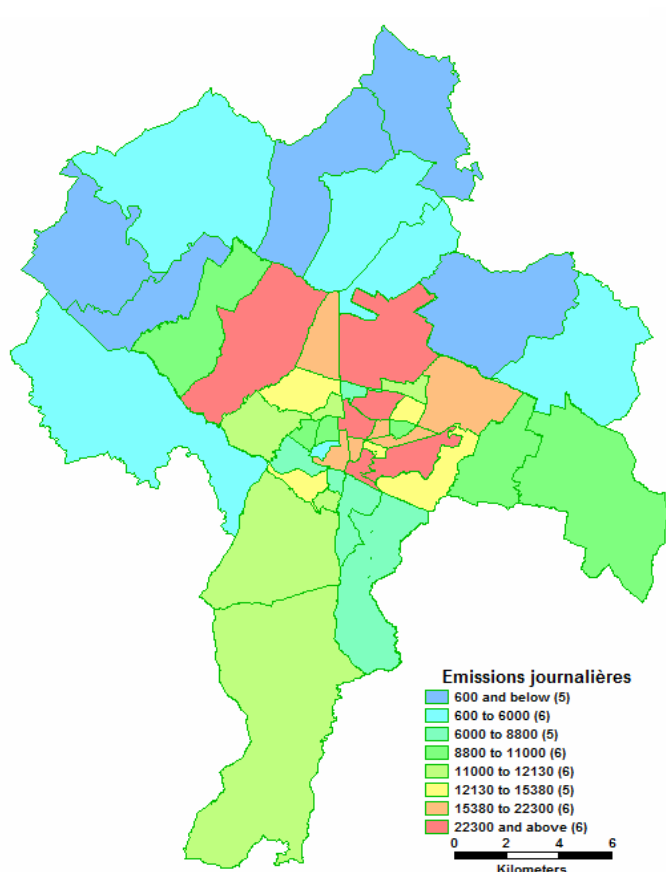 Emissions journalières
600 and below (5)
600 to 6000 (6)
6000 to 8800 (5)
8800 to 11000 (6)
11000 to 12130 (6)
12130 to 15380 (5)
15380 to 22300 (6)
22300 and above (6)
0 2 4 6
Kilometers